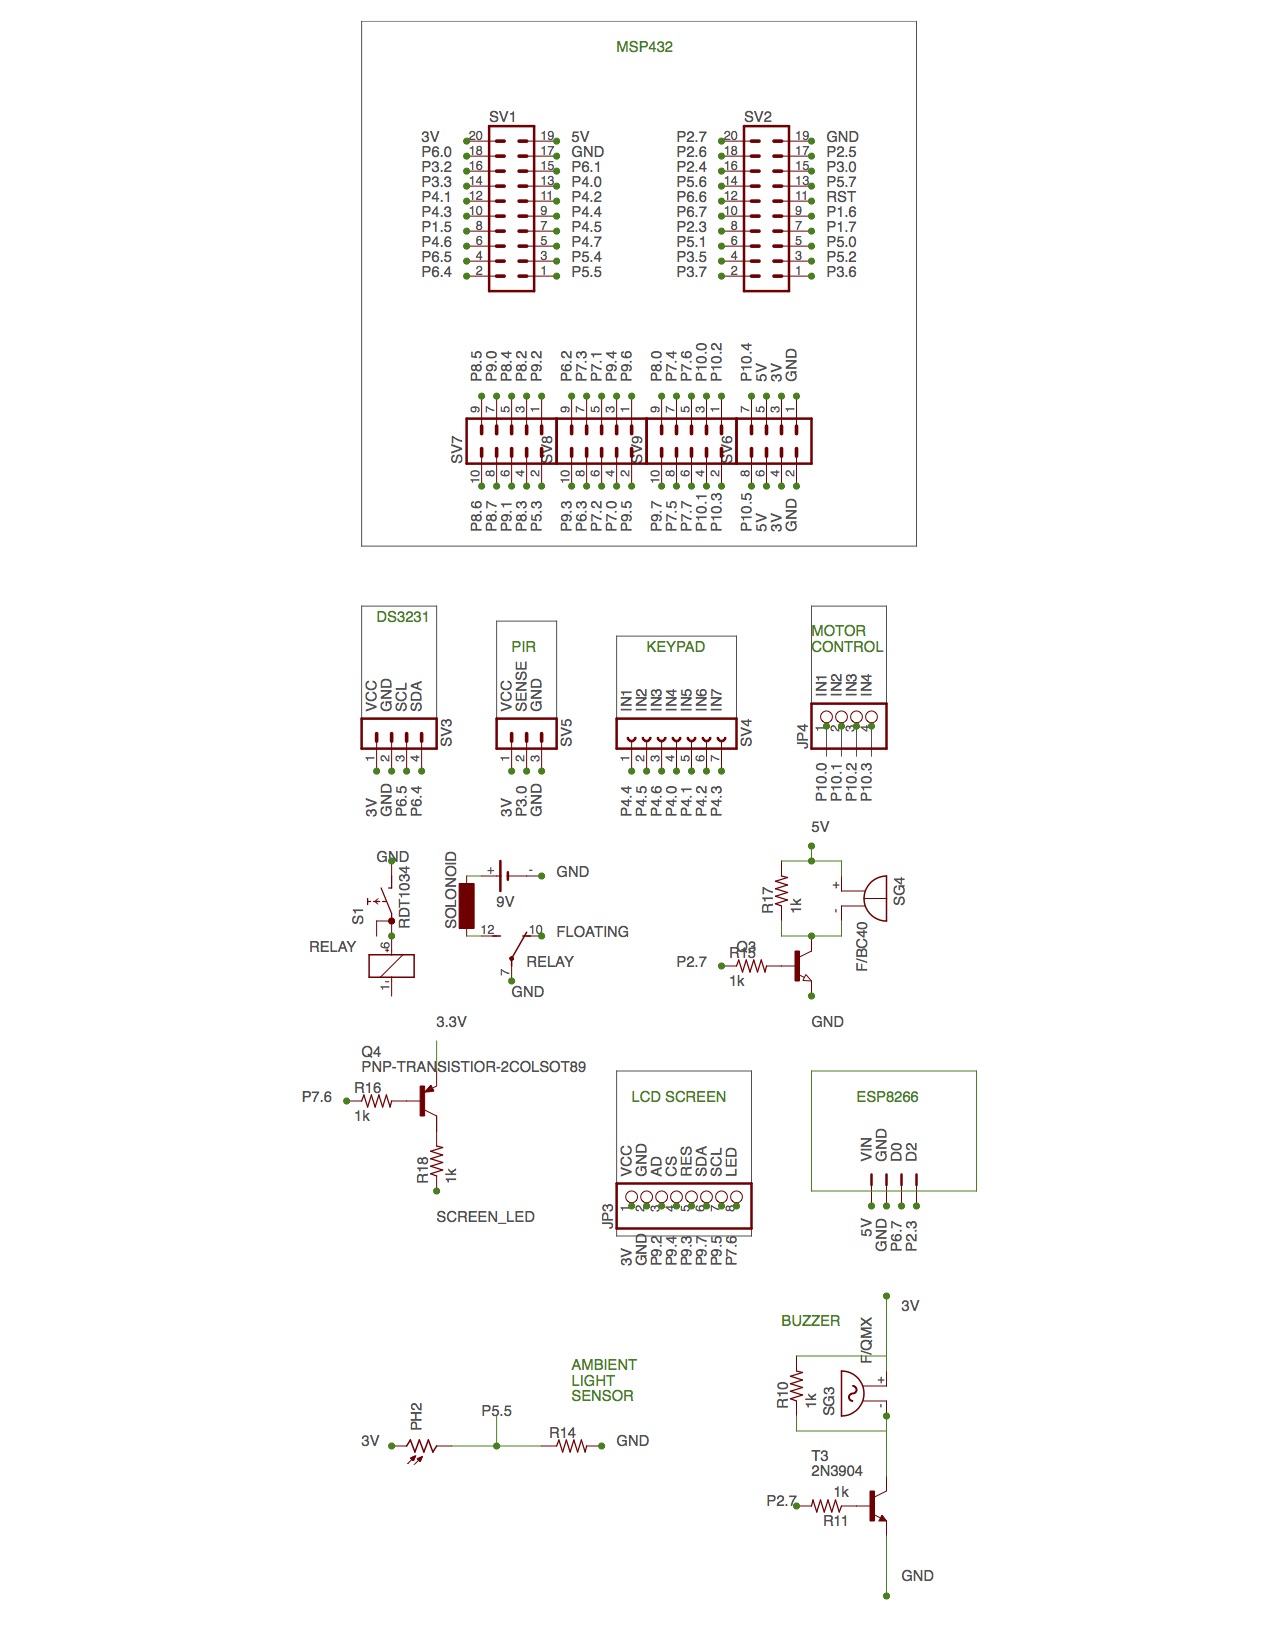 MSP432
SV1
SV2
3V 20 19 5V
P6.0 18 17 GND
P3.2 16 15 P6.1
P3.3 14 13 P4.0
P4.1 12 11 P4.2
P4.3 10 9 P4.4
P1.5 8 7 P4.5
P4.6 6 5 P4.7
P6.5 4 3 P5.4
P6.4 2 1 P5.5
P2.7 20 19 GND
P2.6 18 17 P2.5
P2.4 16 15 P3.0
P5.6 14 13 P5.7
P6.6 12 11 RST
P6.7 10 9 P1.6
P2.3 8 7 P1.7
P5.1 6 5 P5.0
P3.5 4 3 P5.2
P3.7 2 1 P3.6
P8.5 P9.0 P8.4 P8.2 P9.2
9 7 5 3 1
SV7
10 8 6 4 2
P8.6 P8.7 P9.1 P8.3 P5.3
P6.2 P7.3 P7.1 P9.4 P9.6
9 7 5 3 1
SV8
10 8 6 4 2
P9.3 P6.3 P7.2 P7.0 P9.5
P8.0 P7.4 P7.6 P10.0 P10.2
9 7 5 3 1
SV9
10 8 6 4 2
P9.7 P7.5 P7.7 P10.1 P10.3
P10.4 5V 3V GND
7 5 3 1
SV6
8 6 4 2
P10.5 5V 3V GND
DS3231
VCC GND SCL SDA
SV3
1 2 3 4
3V GND P6.5 P6.4
PIR
VCC SENSE GND
SV5
1 2 3
3V P3.0 GND
KEYPAD
IN1 IN2 IN3 IN4 IN5 IN6 IN7
SV4
1 2 3 4 5 6 7
P4.4 P4.5 P4.6 P4.0 P4.1 P4.2 P4.3
MOTOR
CONTROL
IN1 IN2 IN3 IN4
JP4
1 2 3 4
P10.0 P10.1 P10.2 P10.3
GND
S1
RDT1034
RELAY
6
1
SOLONOID
+ -
GND
9V
12 10 FLOATING
RELAY
7
GND
5V
R17
1k
+
-
SG4
F/BC40
Q3
P2.7
R15
1k
GND
3.3V
Q4
PNP-TRANSISTIOR-2COLSOT89
P7.6
R16
1k
R18
1k
SCREEN_LED
LCD SCREEN
VCC GND AD CS RES SDA SCL LED
JP3
1 2 3 4 5 6 7 8
3V GND P9.2 P9.4 P9.3 P9.7 P9.5 P7.6
ESP8266
VIN GND D0 D2
5V GND P6.7 P2.3
BUZZER
3V
F/QMX
R10
1k
SG3
+
-
T3
2N3904
P2.7
1k
R11
GND
AMBIENT
LIGHT
SENSOR
3V
PH2
P5.5
R14
GND